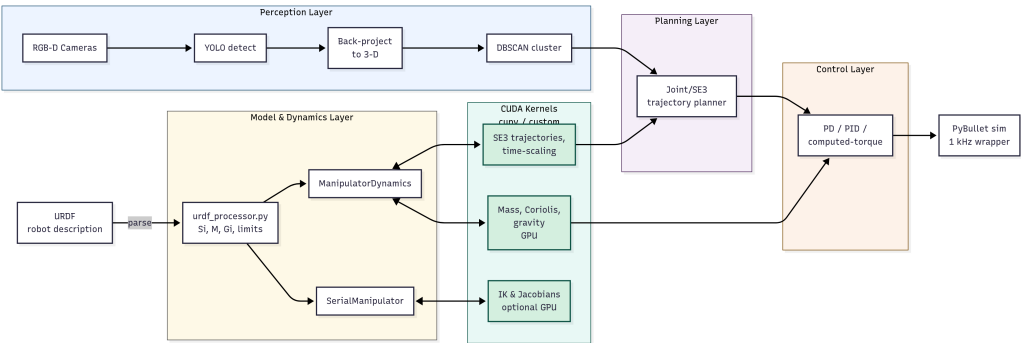 Perception Layer
RGB-D Cameras
YOLO detect
Back-project
to 3-D
DBSCAN cluster
Planning Layer
Joint/SE3
trajectory planner
Control Layer
PD / PID /
computed-torque
PyBullet sim
1 kHz wrapper
Model & Dynamics Layer
URDF
robot description
parse
urdf_processor.py
Si, M, Gi, limits
ManipulatorDynamics
SerialManipulator
CUDA Kernels
cupy / custom
SE3 trajectories,
time-scaling
Mass, Coriolis,
gravity
GPU
IK & Jacobians
optional GPU